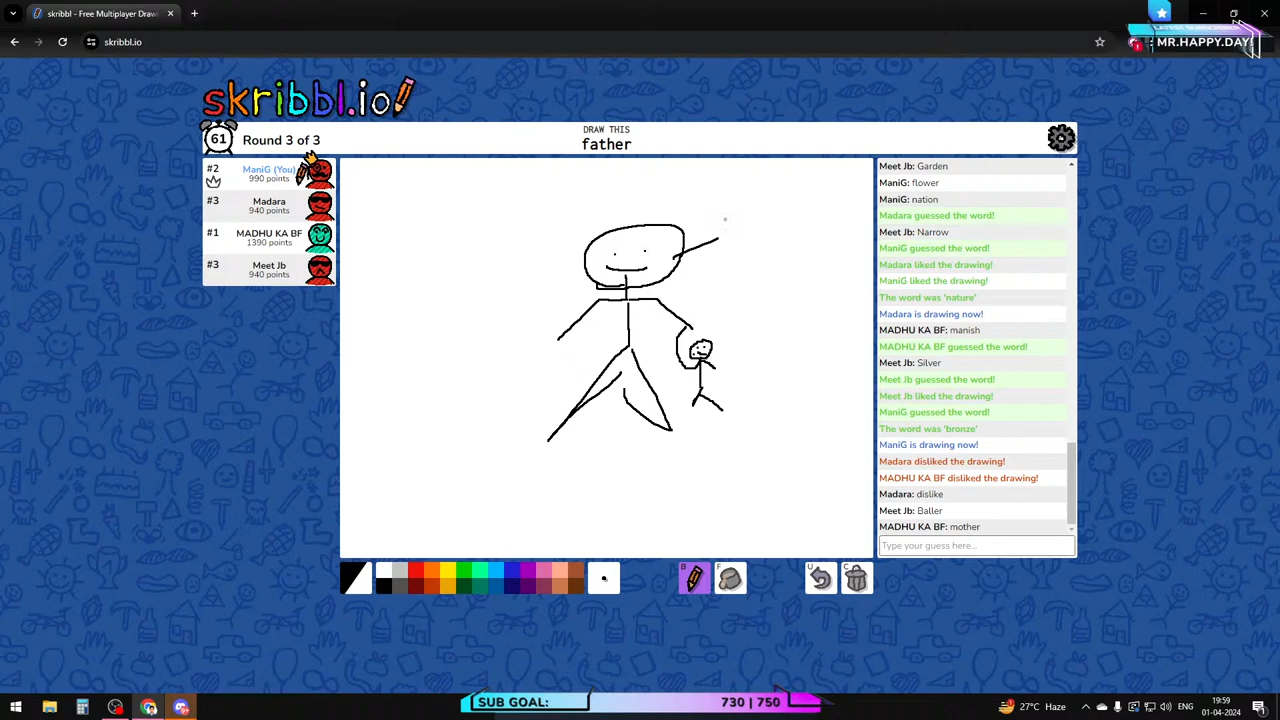 skribbl - Free Multiplayer Draw
skribbl.io
MR.HAPPY.DAY!
skribbl.io
61
Round 3 of 3
DRAW THIS
father
#2
ManiG (You)
990 points
#3
Madara
940 points
#1
MADHU KA BF
1390 points
#3
Meet Jb
940 points
Meet Jb: Garden
ManiG: flower
ManiG: nation
Madara guessed the word!
Meet Jb: Narrow
ManiG guessed the word!
Madara liked the drawing!
ManiG liked the drawing!
The word was 'nature'
Madara is drawing now!
MADHU KA BF: manish
MADHU KA BF guessed the word!
Meet Jb: Silver
Meet Jb guessed the word!
Meet Jb liked the drawing!
ManiG guessed the word!
The word was 'bronze'
ManiG is drawing now!
Madara disliked the drawing!
MADHU KA BF disliked the drawing!
Madara: dislike
Meet Jb: Baller
MADHU KA BF: mother
Type your guess here...
B
F
U
C
SUB GOAL:
730 | 750
27°C Haze
ENG
19:59
01-04-2024